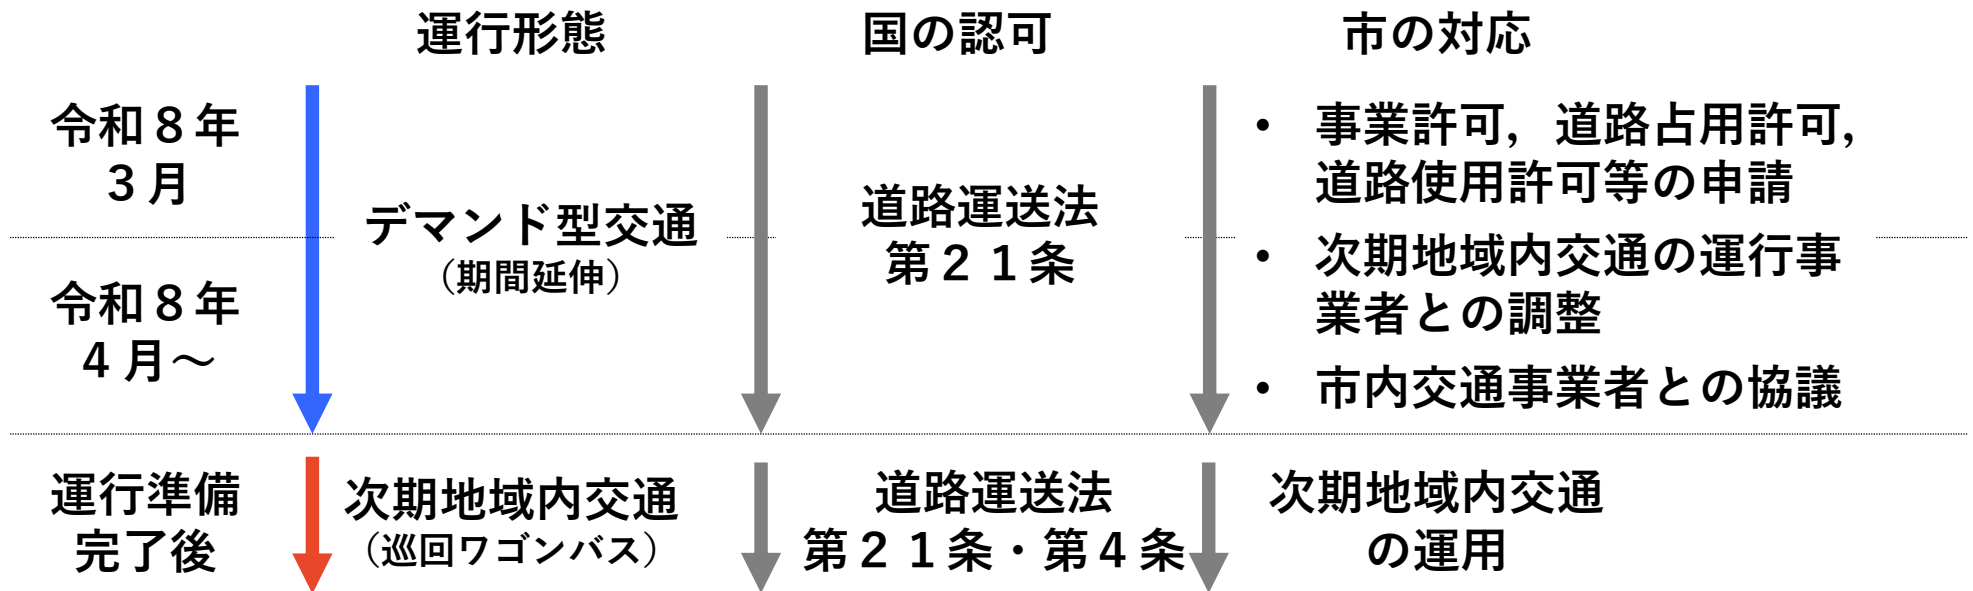 運行形態
国の認可
市の対応
令和８年
３月
デマンド型交通
（期間延伸）
道路運送法
第２１条
• 事業許可，道路占用許可，
道路使用許可等の申請
• 次期地域内交通の運行事
業者との調整
• 市内交通事業者との協議
令和８年
４月～
運行準備
完了後
次期地域内交通
（巡回ワゴンバス）
道路運送法
第２１条・第４条
次期地域内交通
の運用